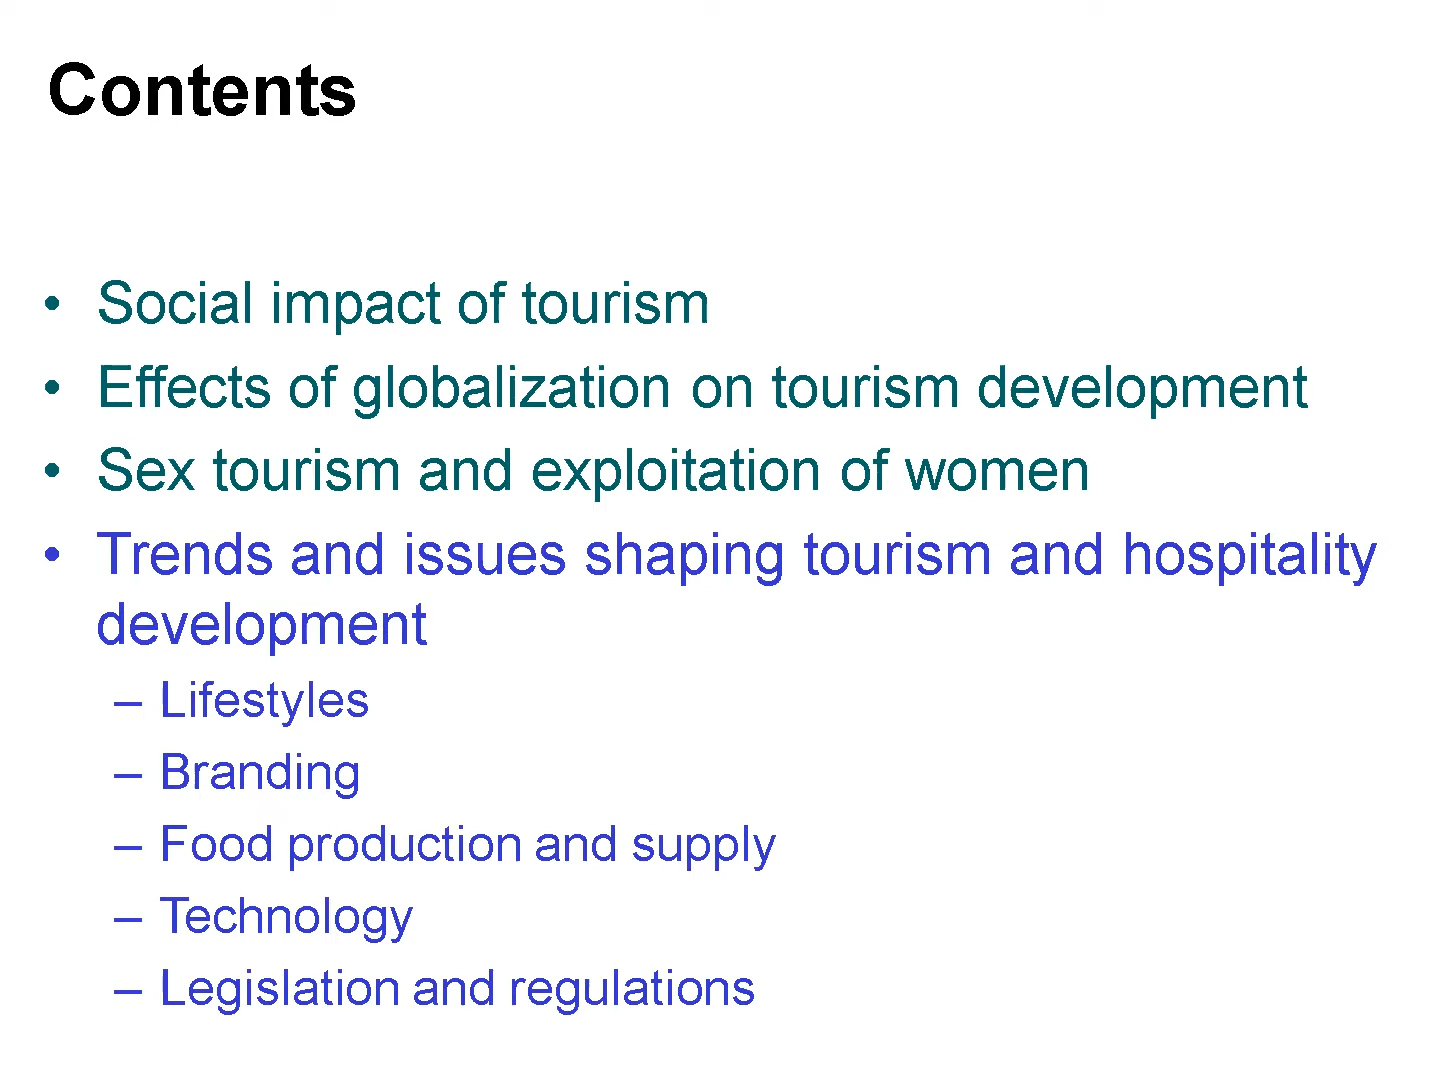 Contents
• Social impact of tourism
• Effects of globalization on tourism development
• Sex tourism and exploitation of women
• Trends and issues shaping tourism and hospitality
development
– Lifestyles
– Branding
– Food production and supply
– Technology
– Legislation and regulations